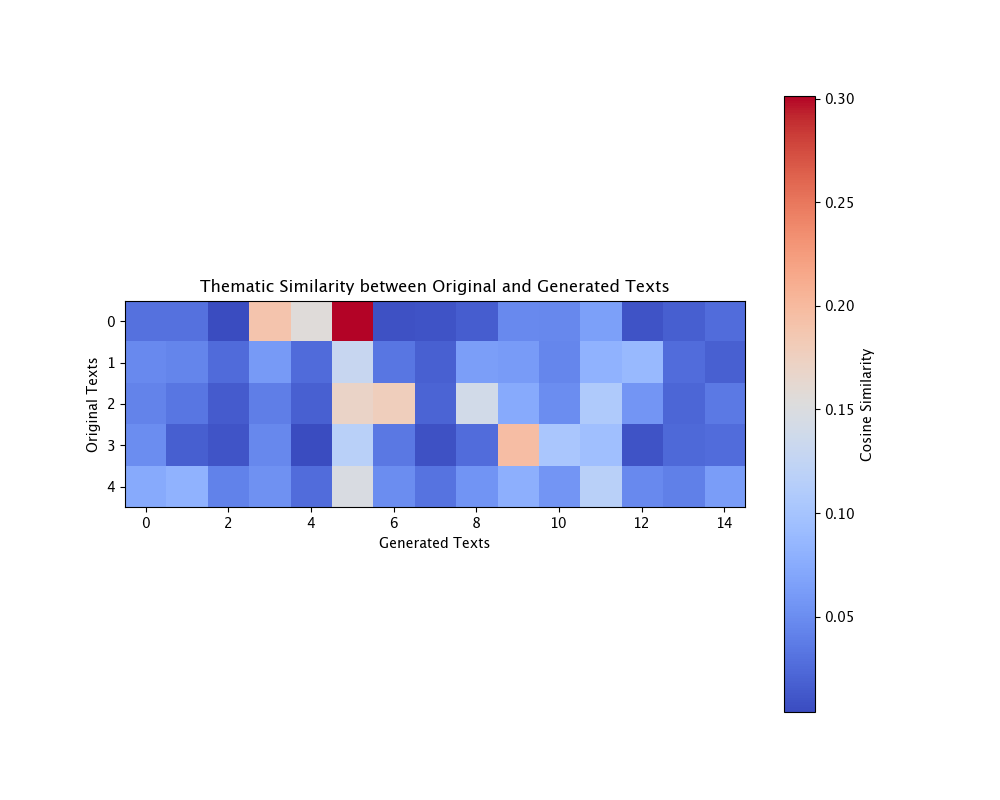 Thematic Similarity between Original and Generated Texts
Original Texts
0
1
2
3
4
0 2 4 6 8 10 12 14
Generated Texts
0.30
0.25
0.20
0.15
0.10
0.05
Cosine Similarity